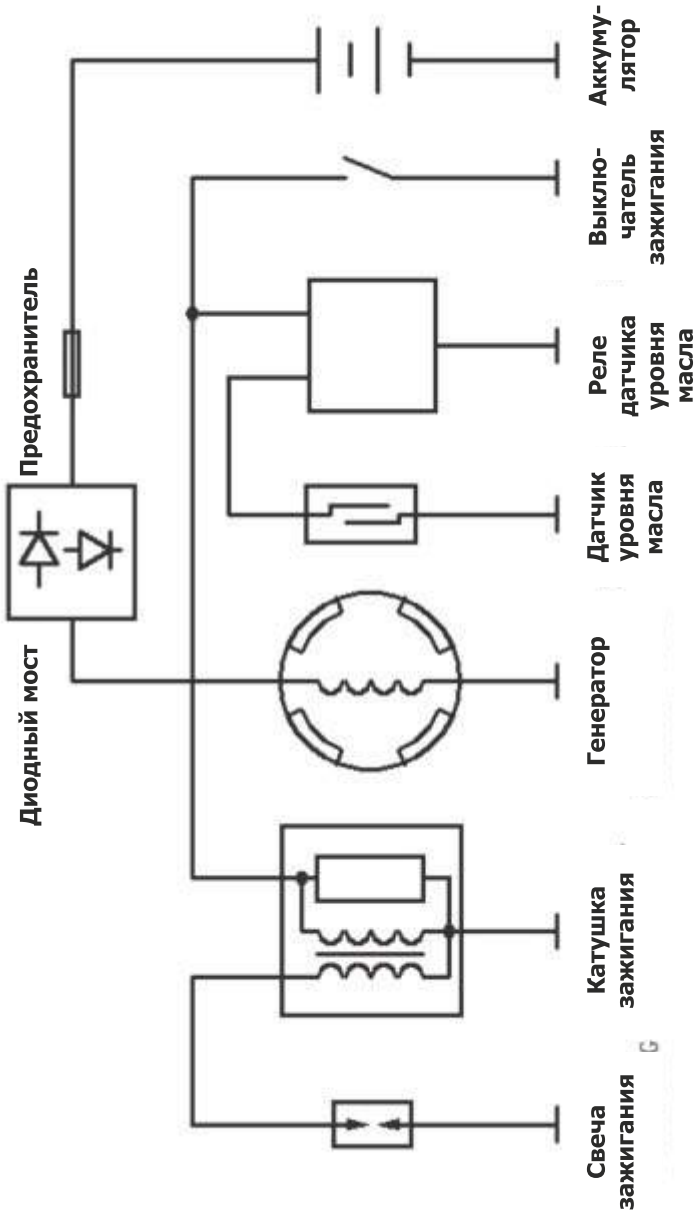 Предохранитель
Диодный мост
Свеча
зажигания
Катушка
зажигания
Генератор
Датчик
уровня
масла
Реле
датчика
уровня
масла
Выклю-
чатель
зажигания
Аккуму-
лятор
G